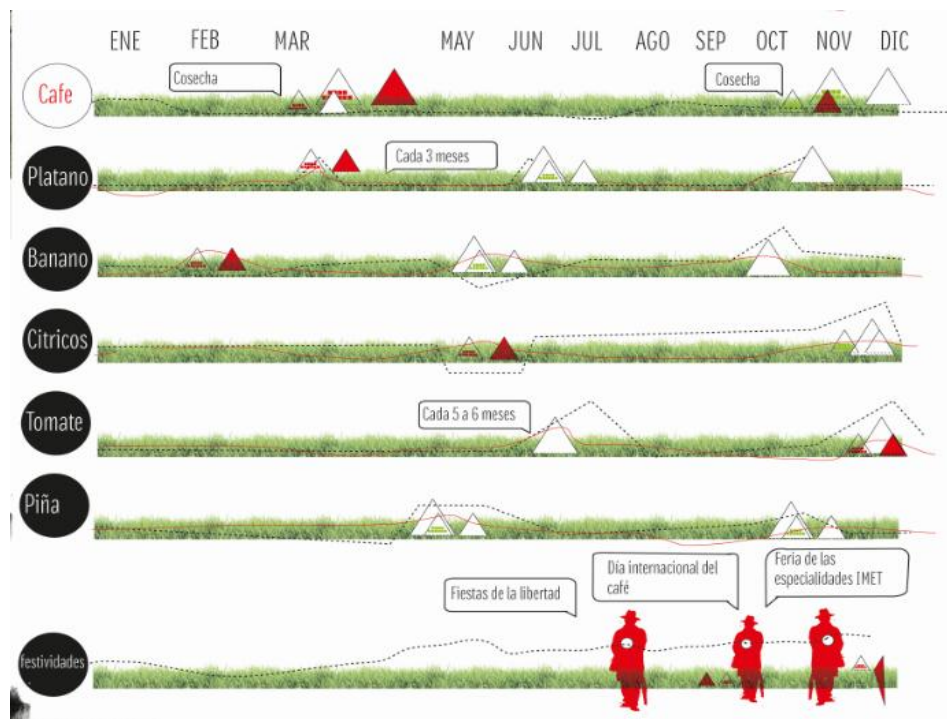 ENE FEB MAR MAY JUN JUL AGO SEP OCT NOV DIC
Cosecha
Cosecha
Cafe
Cada 3 meses
Platano
Banano
Citricos
Cada 5 a 6 meses
Tomate
Piña
Fiestas de la libertad
Día internacional del
café
Feria de las
especialidades IMET
festividades